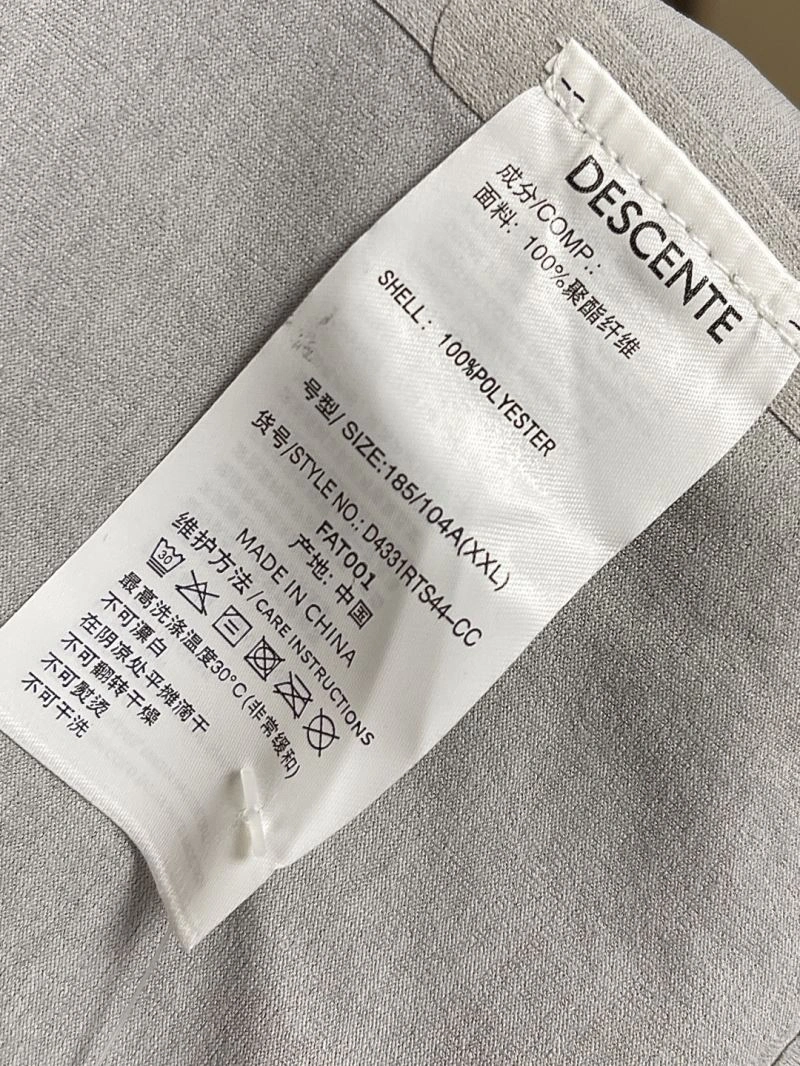 DESCENTE
成分/COMP.:
面料: 100%聚酯纤维
SHELL: 100%POLYESTER
号型/ SIZE:185/104A(XXL)
货号/STYLE NO.: D4331RTS44-CC
FAT001
产地: 中国
MADE IN CHINA
维护方法 /CARE INSTRUCTIONS
30
最高洗涤温度30°C (非常缓和)
不可漂白
在阴凉处平摊滴干
不可翻转干燥
不可熨烫
不可干洗